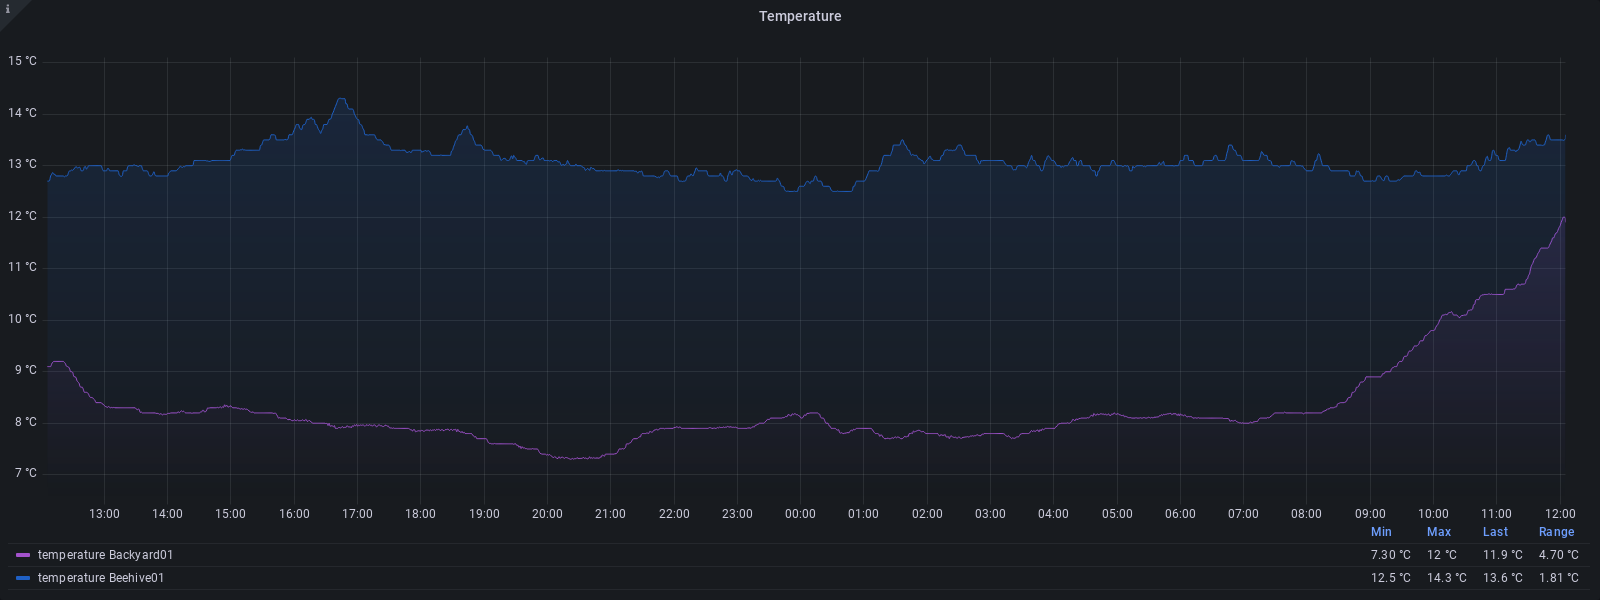 i
Temperature
15 °C
14 °C
13 °C
12 °C
11 °C
10 °C
9 °C
8 °C
7 °C
13:00 14:00 15:00 16:00 17:00 18:00 19:00 20:00 21:00 22:00 23:00 00:00 01:00 02:00 03:00 04:00 05:00 06:00 07:00 08:00 09:00 10:00 11:00 12:00
Min Max Last Range
temperature Backyard01 7.30 °C 12 °C 11.9 °C 4.70 °C
temperature Beehive01 12.5 °C 14.3 °C 13.6 °C 1.81 °C